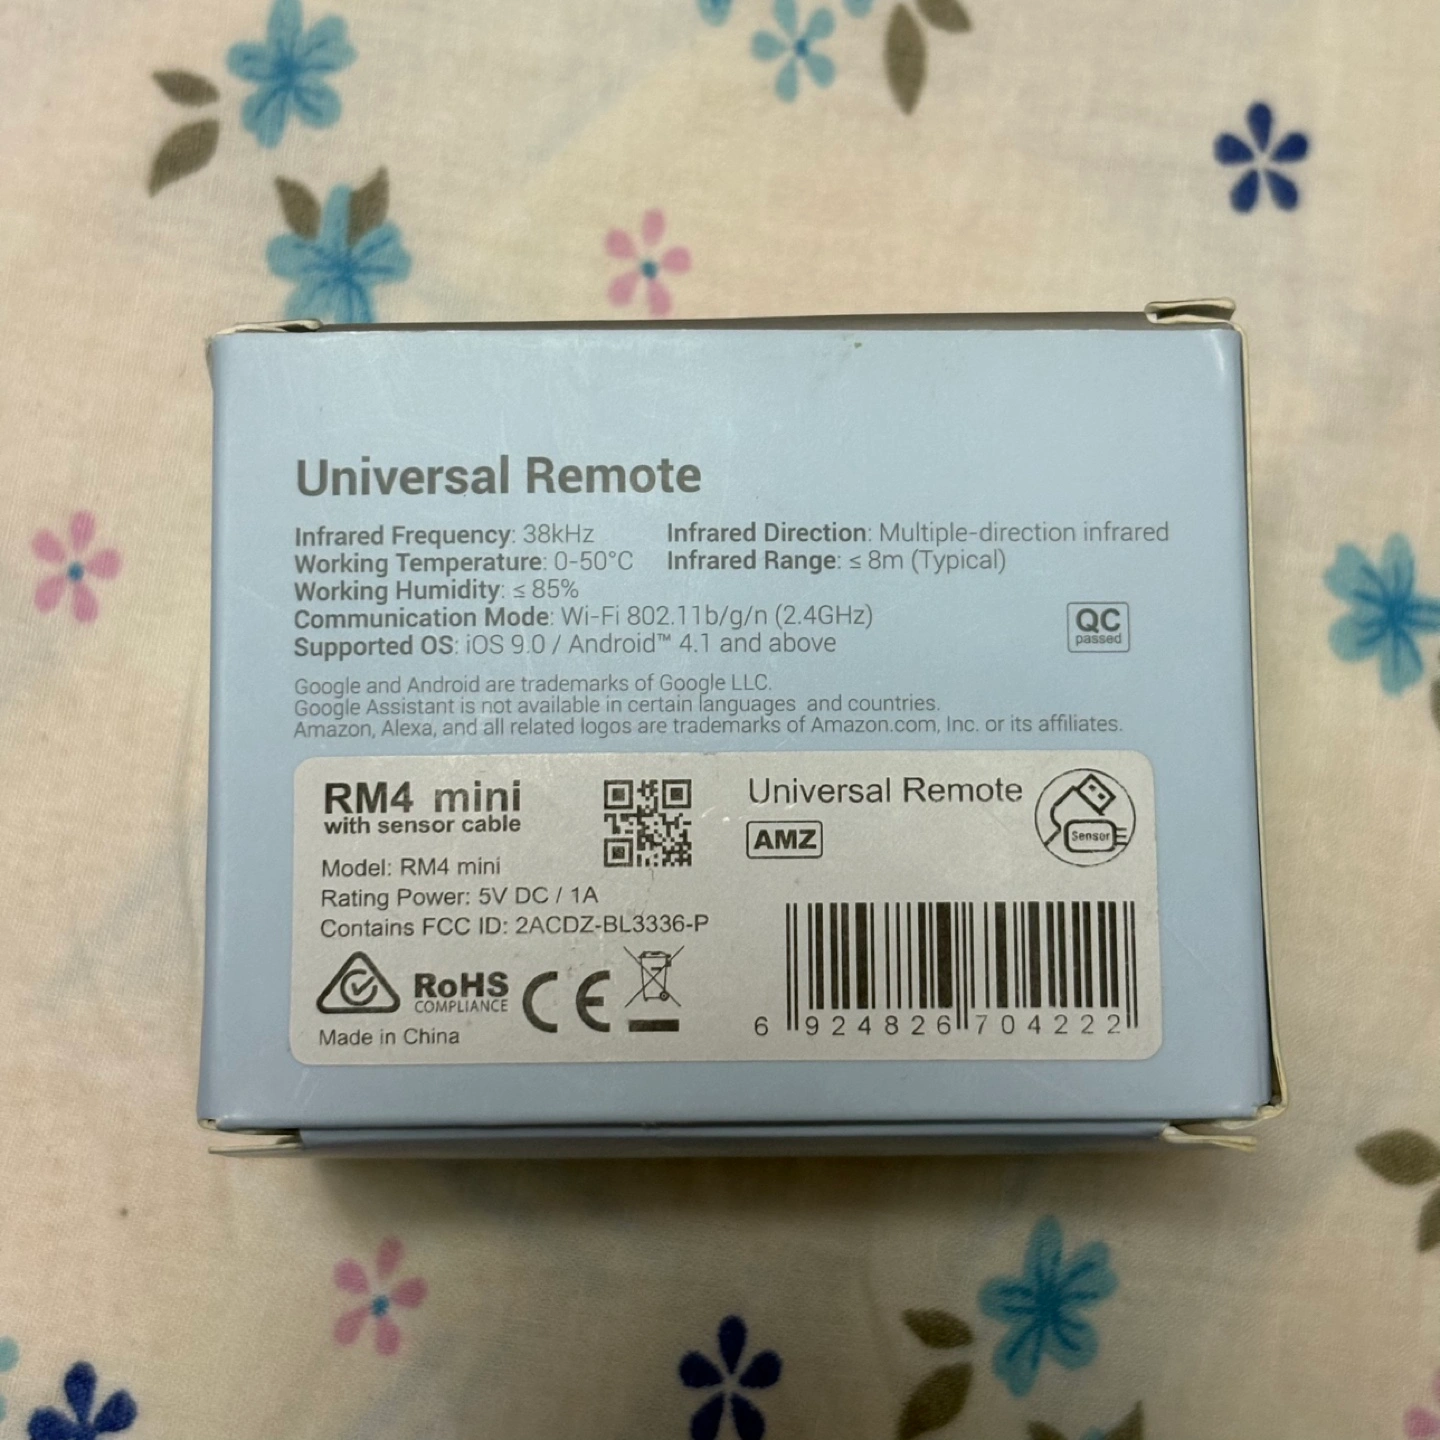 Universal Remote
Infrared Frequency: 38kHz Infrared Direction: Multiple-direction infrared
Working Temperature: 0-50°C Infrared Range: ≤ 8m (Typical)
Working Humidity: ≤ 85%
Communication Mode: Wi-Fi 802.11b/g/n (2.4GHz)
Supported OS: iOS 9.0 / Android™ 4.1 and above
QC
passed
Google and Android are trademarks of Google LLC.
Google Assistant is not available in certain languages and countries.
Amazon, Alexa, and all related logos are trademarks of Amazon.com, Inc. or its affiliates.
RM4 mini
with sensor cable
Model: RM4 mini
Rating Power: 5V DC / 1A
Contains FCC ID: 2ACDZ-BL3336-P
RoHS
COMPLIANCE
CE
Made in China
Universal Remote
AMZ
Sensor
6 924826 704222